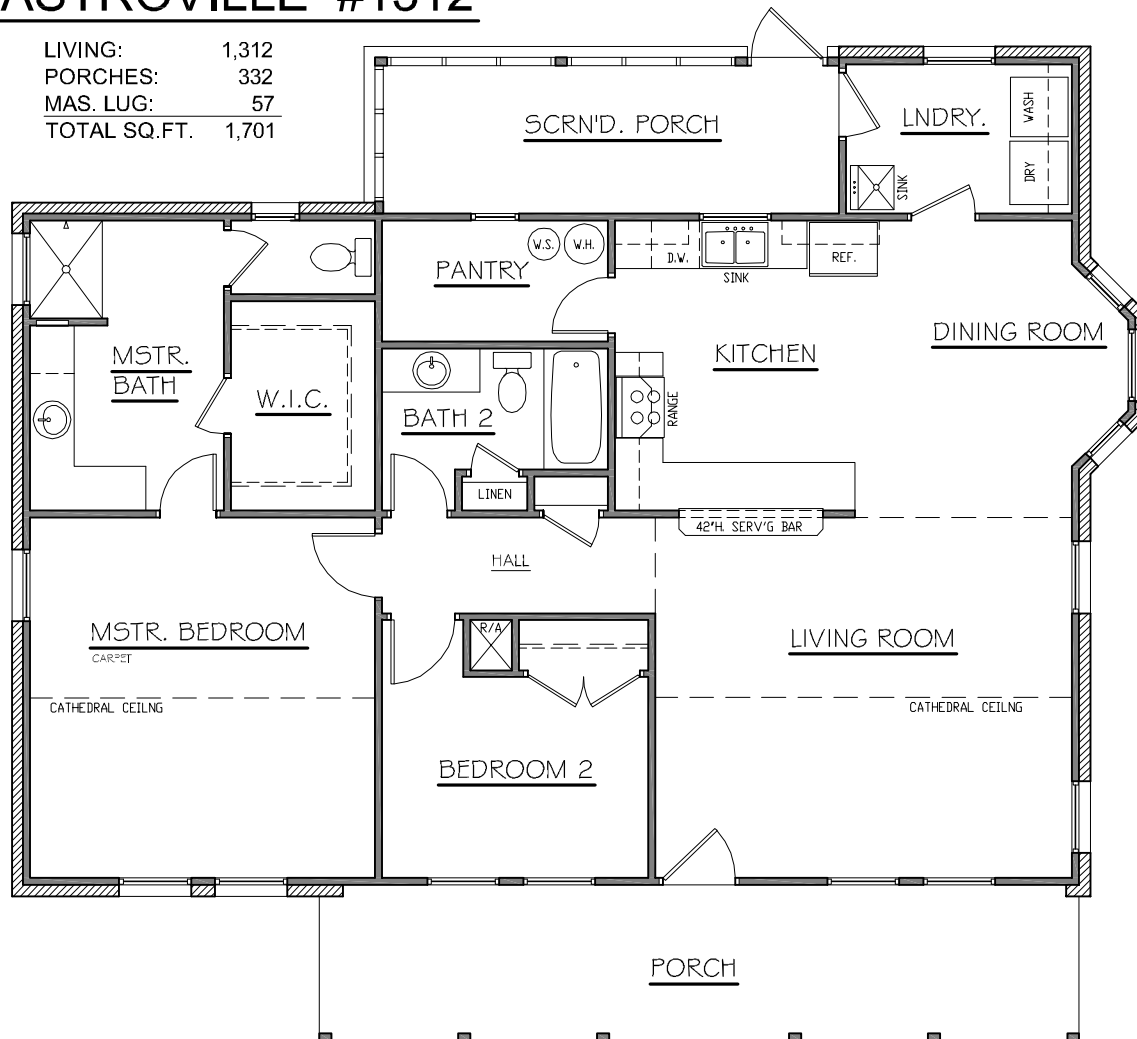 ASTROVILLE #1312
LIVING: 1,312
PORCHES: 332
MAS. LUG: 57
TOTAL SQ.FT. 1,701
SCRN'D. PORCH
LNDRY.
WASH
DRY
SINK
PANTRY
W.S.
W.H.
D.W.
SINK
REF.
MSTR.
BATH
W.I.C.
BATH 2
KITCHEN
RANGE
DINING ROOM
LINEN
42"H. SERV'G BAR
HALL
MSTR. BEDROOM
CARPET
R/A
LIVING ROOM
CATHEDRAL CEILNG
CATHEDRAL CEILNG
BEDROOM 2
PORCH